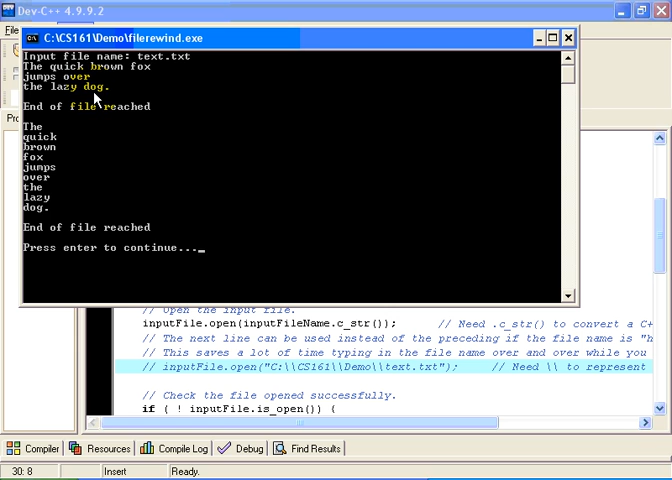 Dev-C++ 4.9.9.2
C:\CS161\Demo\filerewind.exe
Input file name: text.txt
The quick brown fox
jumps over
the lazy dog.
End of file reached
The
quick
brown
fox
jumps
over
the
lazy
dog.
End of file reached
Press enter to continue..._
// Open the input file.
inputFile.open(inputFileName.c_str()); // Need .c_str() to convert a C+
// The next line can be used instead of the preceding if the file name is "h
// This saves a lot of time typing in the file name over and over while you
// inputFile.open("C:\\CS161\\Demo\\text.txt"); // Need \\ to represent
// Check the file opened successfully.
if ( ! inputFile.is_open()) {
Compiler Resources Compile Log Debug Find Results
30: 8 Insert Ready.